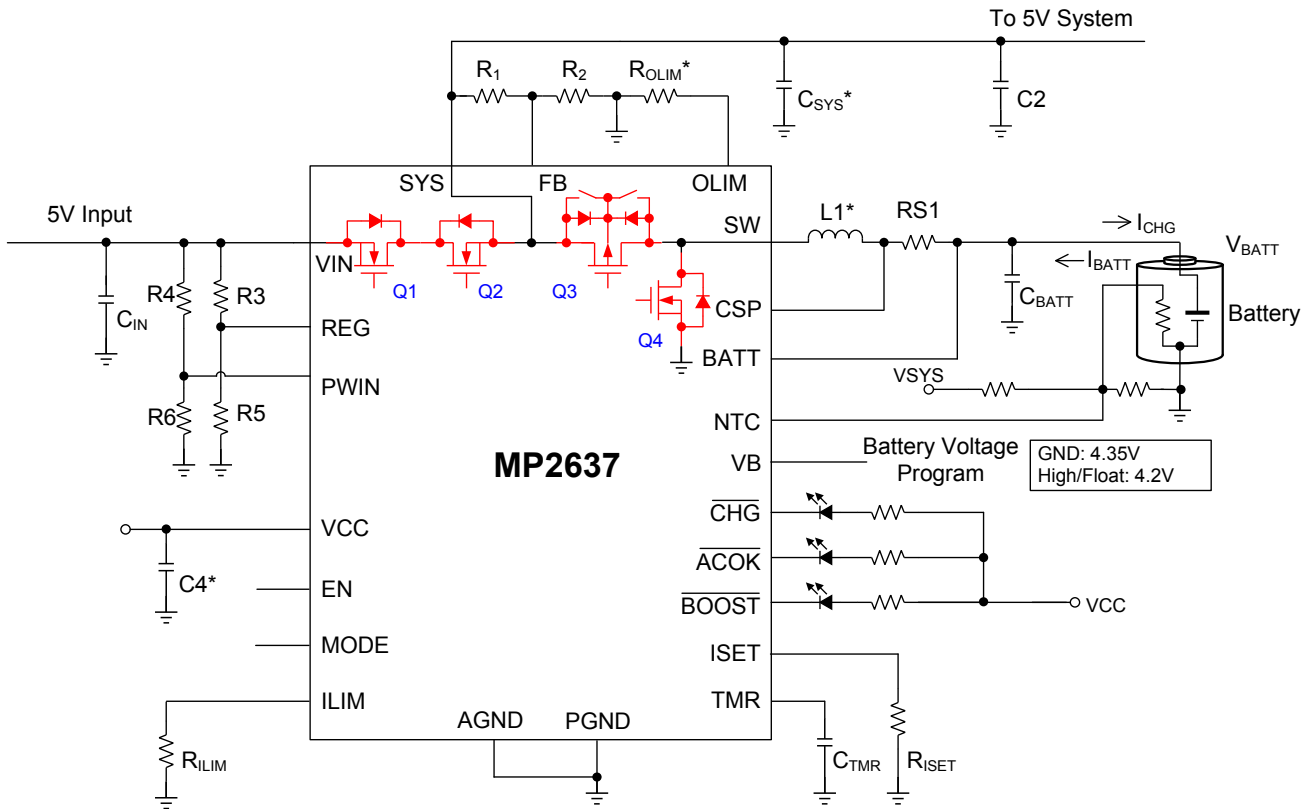 To 5V System
R1
R2
ROLIM*
CSYS*
C2
SYS
FB
OLIM
5V Input
VIN
Q1
Q2
Q3
Q4
SW
L1*
RS1
ICHG
IBATT
VBATT
CBATT
Battery
CIN
R4
R3
REG
PWIN
R6
R5
CSP
BATT
VSYS
NTC
MP2637
VB
Battery Voltage
Program
GND: 4.35V
High/Float: 4.2V
VCC
C4*
EN
MODE
ILIM
RILIM
CHG
ACOK
BOOST
VCC
ISET
TMR
AGND
PGND
CTMR
RISET